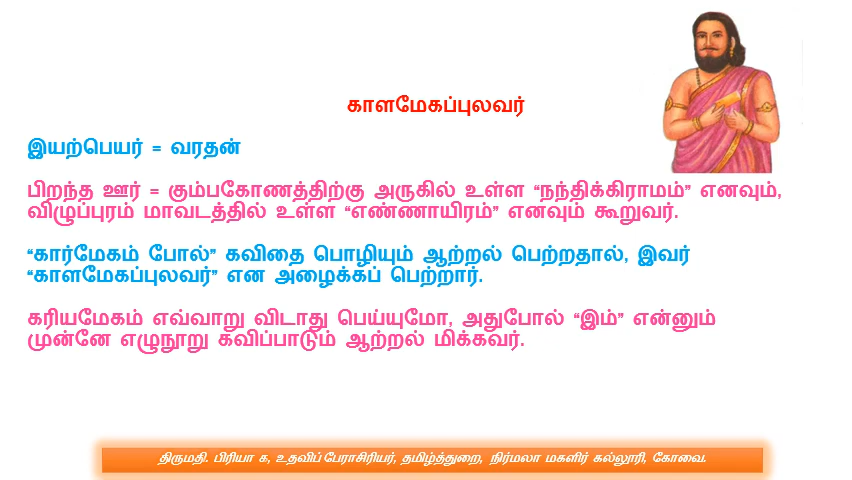 காளமேகப்புலவர்
இயற்பெயர் = வரதன்
பிறந்த ஊர் = கும்பகோணத்திற்கு அருகில் உள்ள “நந்திக்கிராமம்” எனவும்,
விழுப்புரம் மாவடத்தில் உள்ள “எண்ணாயிரம்” எனவும் கூறுவர்.
“கார்மேகம் போல்” கவிதை பொழியும் ஆற்றல் பெற்றதால், இவர்
“காளமேகப்புலவர்” என அழைக்கப் பெற்றார்.
கரியமேகம் எவ்வாறு விடாது பெய்யுமோ, அதுபோல் “இம்” என்னும்
முன்னே எழுநூறு கவிப்பாடும் ஆற்றல் மிக்கவர்.
திருமதி. பிரியா க, உதவிப் பேராசிரியர், தமிழ்த்துறை, நிர்மலா மகளிர் கல்லூரி, கோவை.